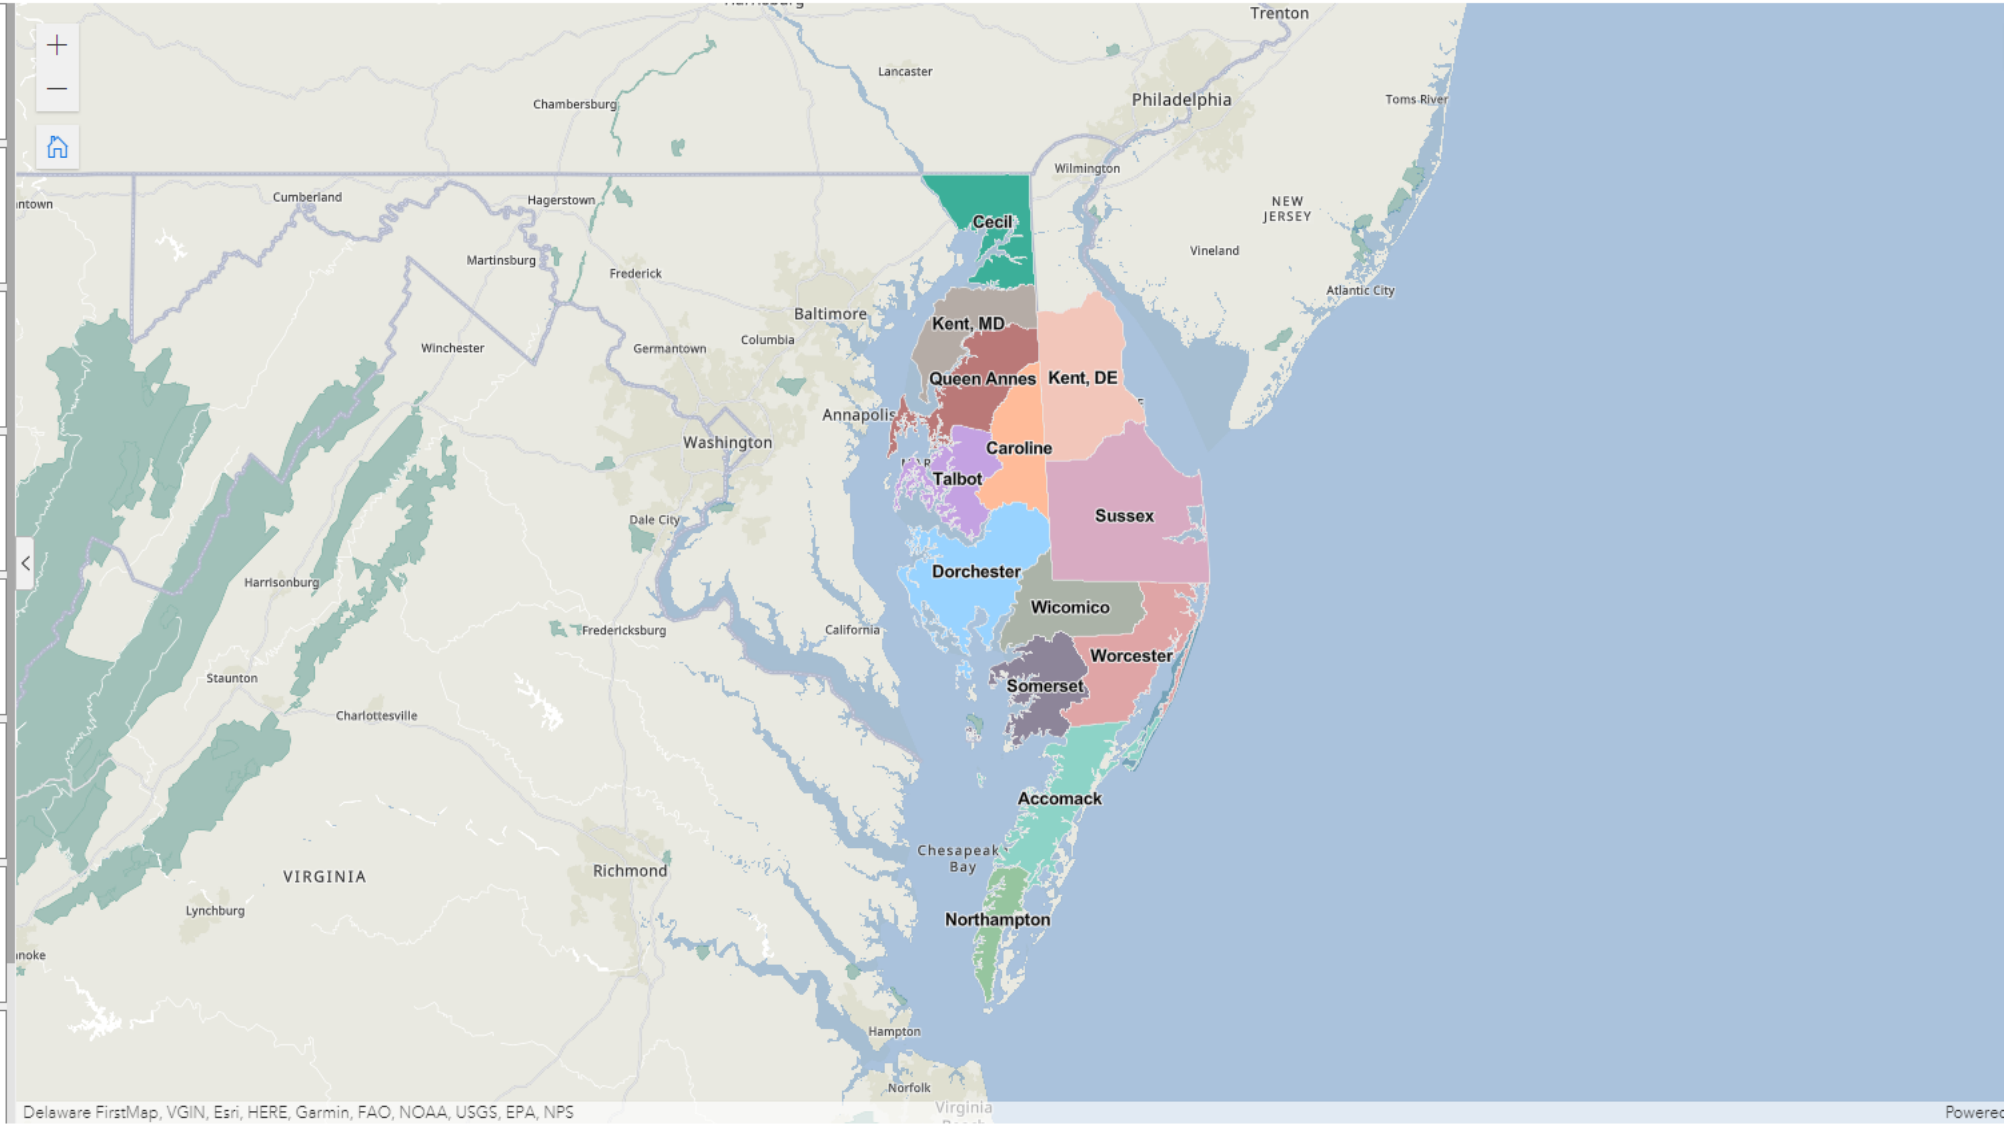 Trenton
Lancaster
Philadelphia
Toms River
Chambersburg
Wilmington
Cumberland
Hagerstown
Cecil
NEW
JERSEY
Vineland
Martinsburg
Frederick
Atlantic City
Baltimore
Kent, MD
Columbia
Winchester
Germantown
Queen Annes
Kent, DE
Annapolis
Washington
Caroline
Talbot
Dale City
Sussex
Dorchester
Harrisonburg
Wicomico
Fredericksburg
California
Worcester
Staunton
Somerset
Charlottesville
Accomack
Chesapeak
Bay
Richmond
VIRGINIA
Lynchburg
Northampton
Hampton
Norfolk
Virginia
Delaware FirstMap, VGIN, Esri, HERE, Garmin, FAO, NOAA, USGS, EPA, NPS
Powered